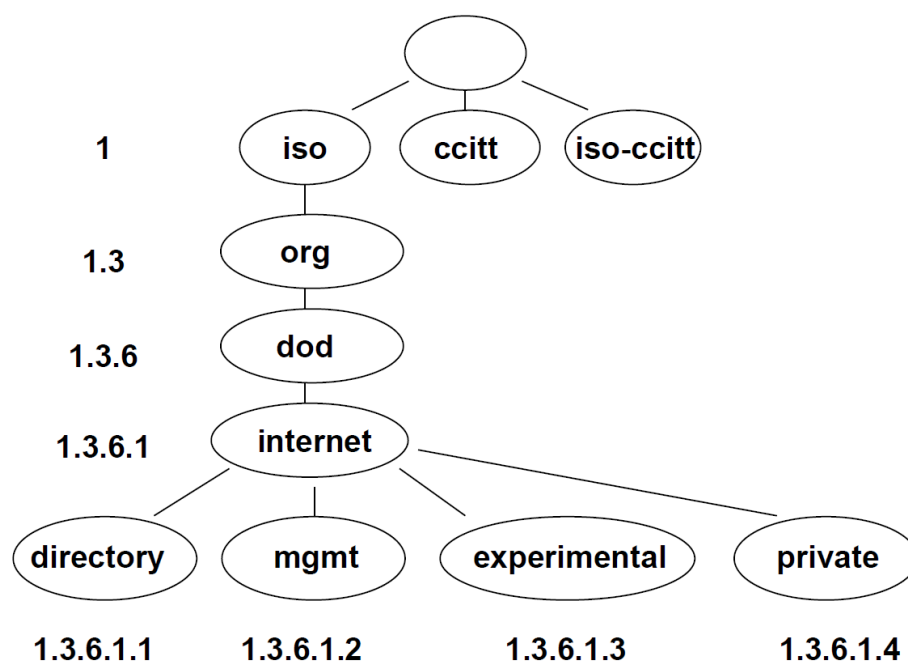 1 iso ccitt iso-ccitt
1.3 org
1.3.6 dod
1.3.6.1 internet
directory mgmt experimental private
1.3.6.1.1 1.3.6.1.2 1.3.6.1.3 1.3.6.1.4